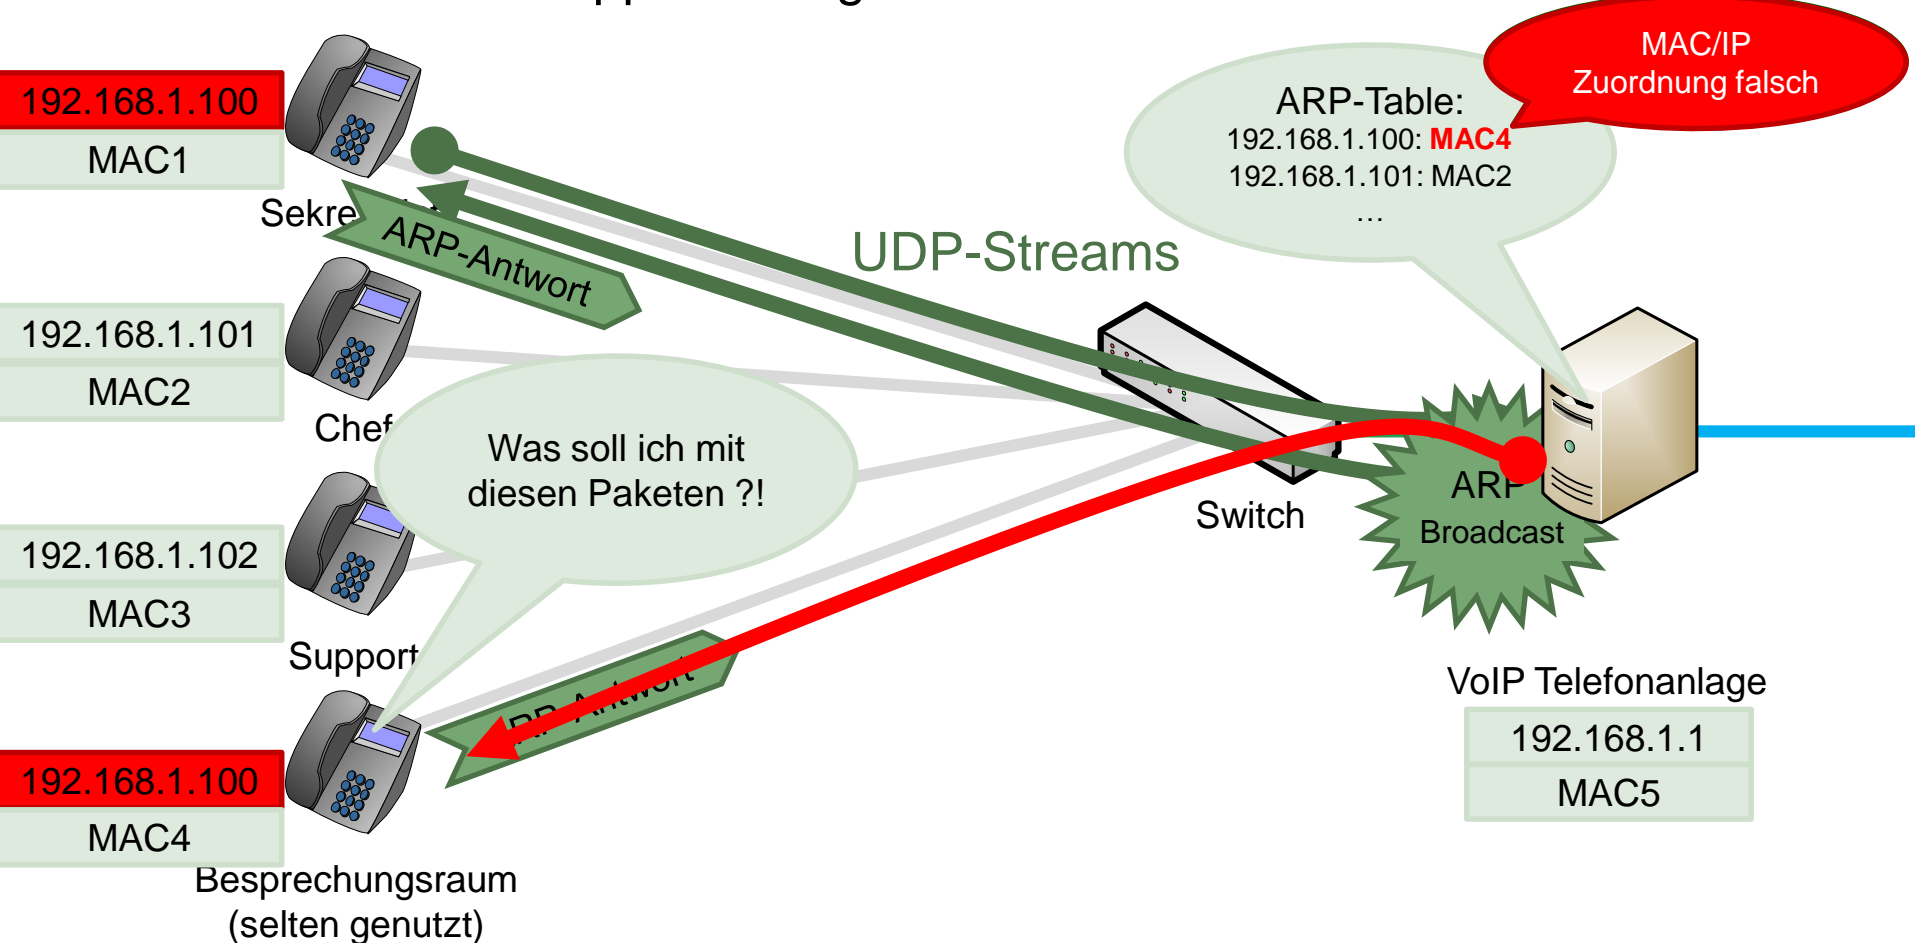 MAC/IP
Zuordnung falsch
ARP-Table:
192.168.1.100: MAC4
192.168.1.101: MAC2
…
192.168.1.100
MAC1
ARP-Antwort
UDP-Streams
192.168.1.101
MAC2
Chef
Was soll ich mit
diesen Paketen ?!
Switch
ARP
Broadcast
192.168.1.102
MAC3
Support
VoIP Telefonanlage
192.168.1.1
MAC5
192.168.1.100
MAC4
Besprechungsraum
(selten genutzt)